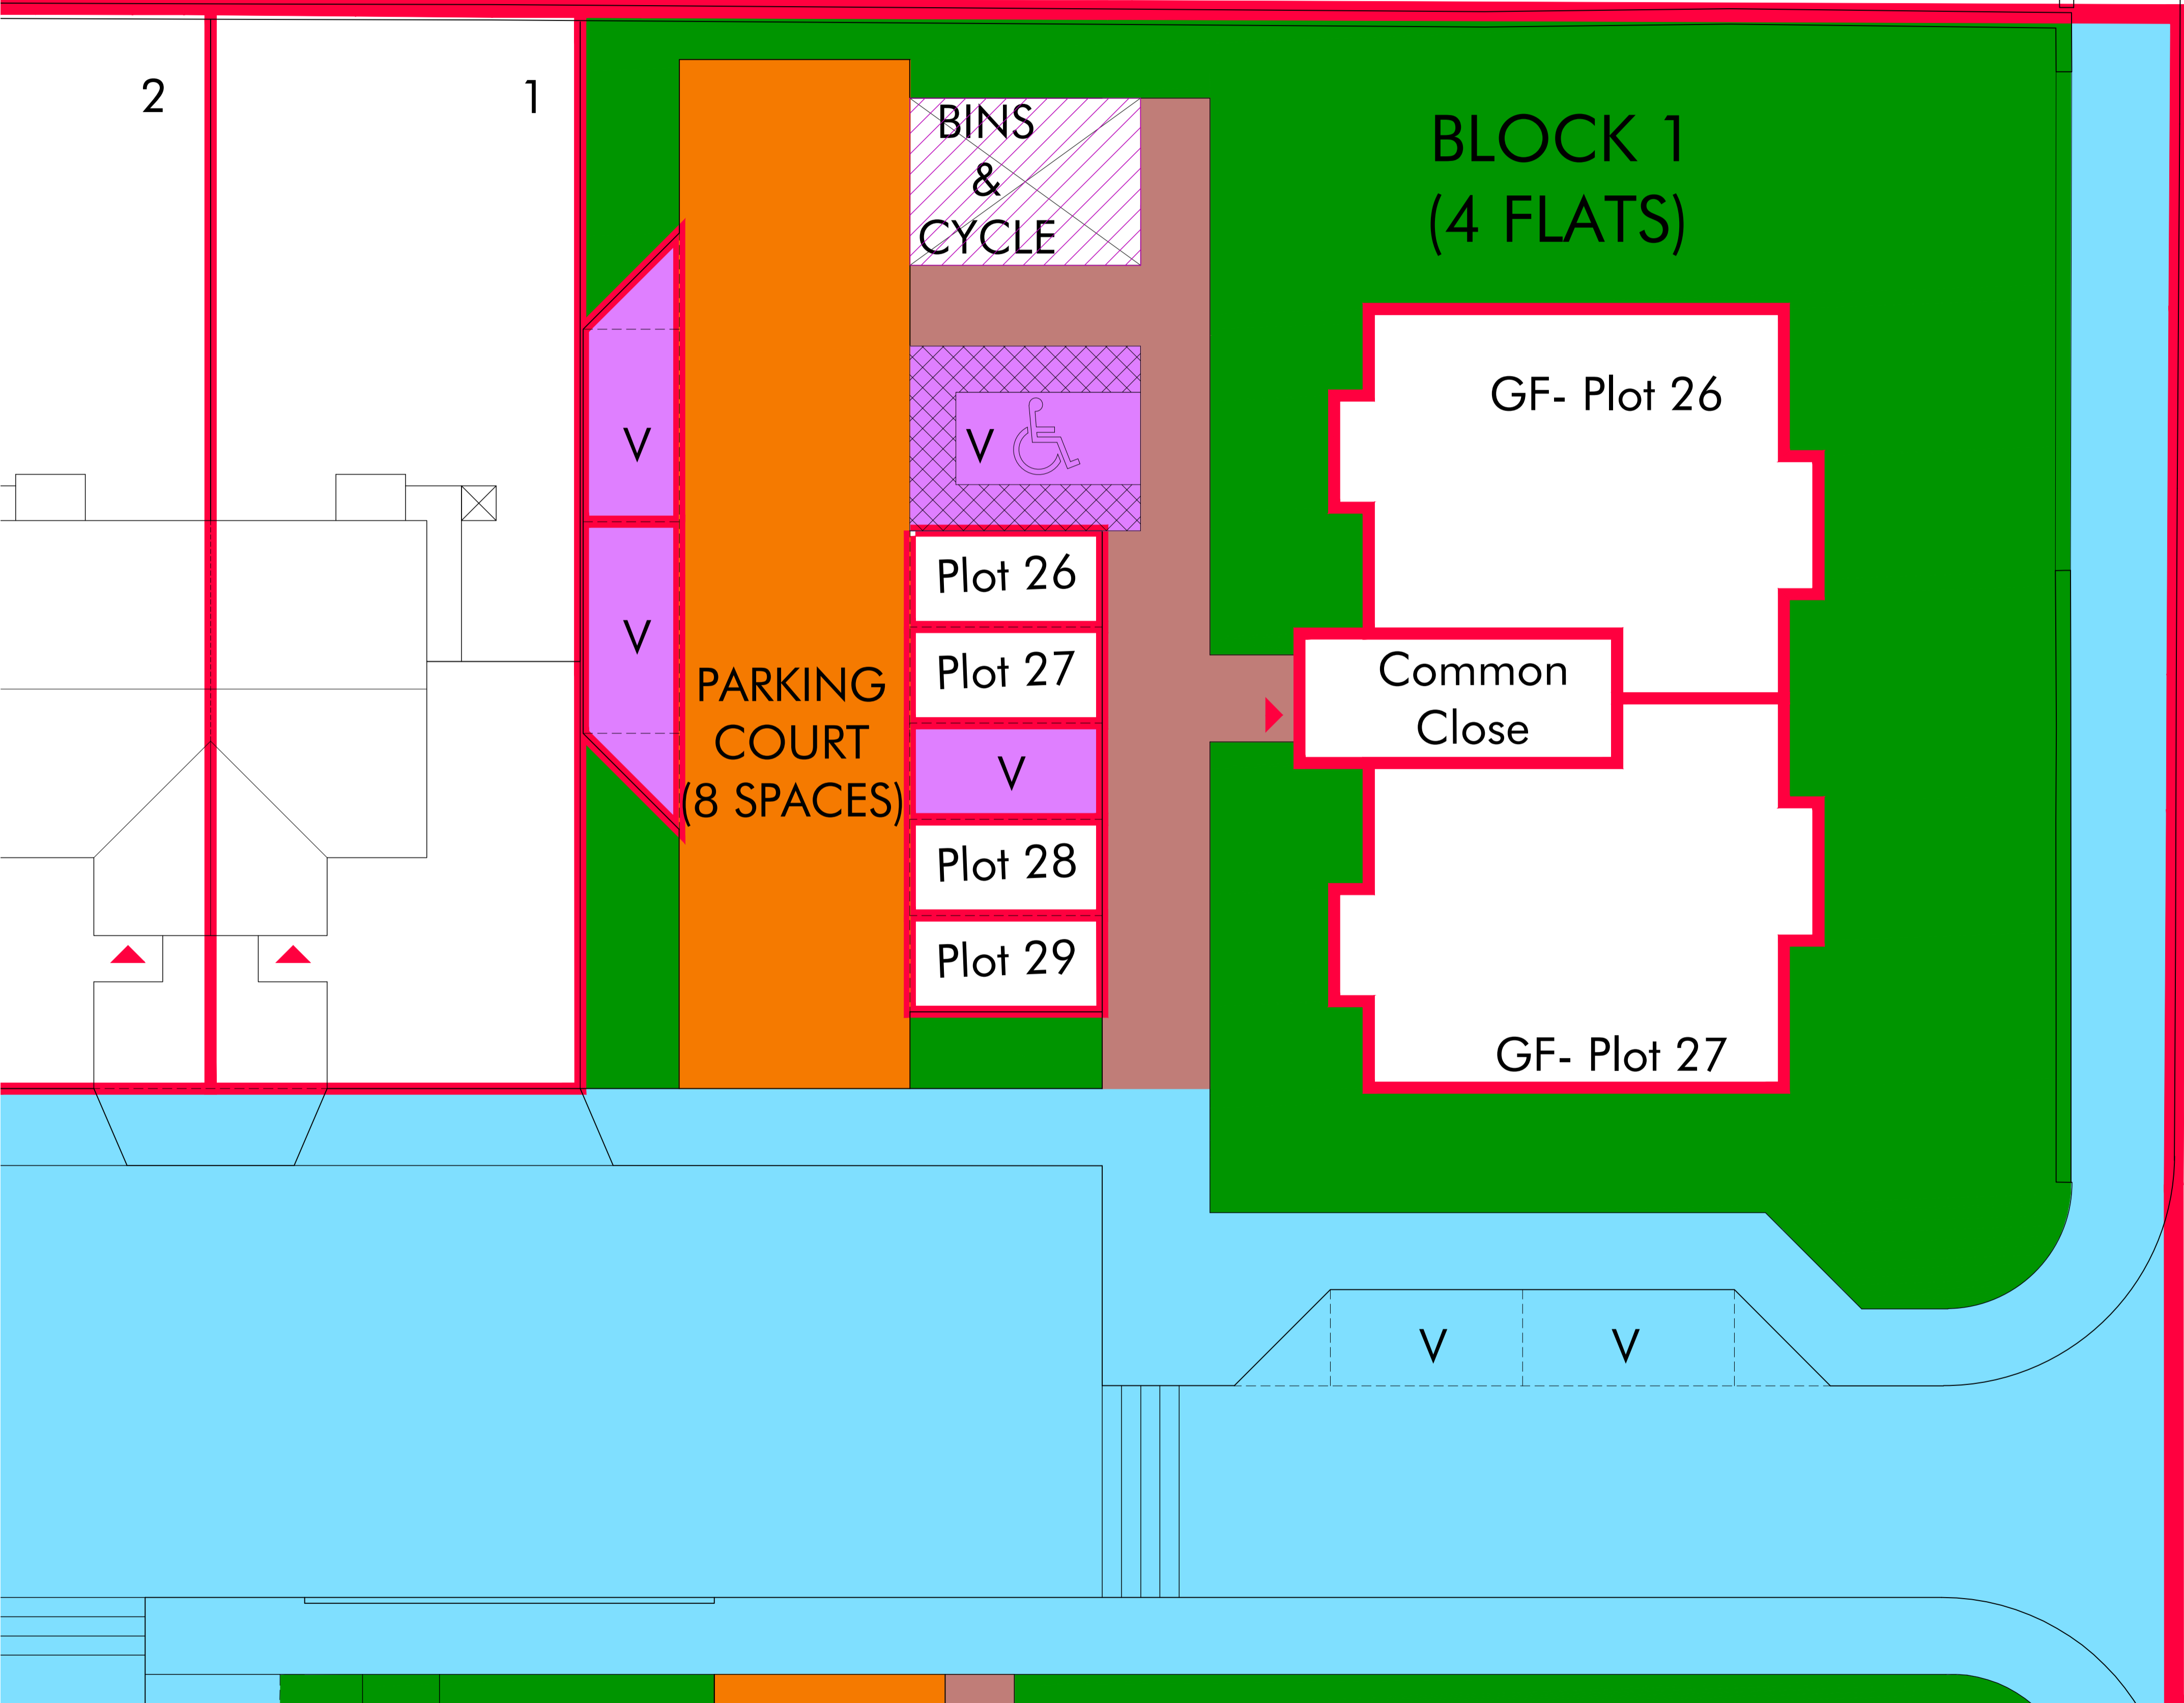 2
1
BINS
&
CYCLE
BLOCK 1
(4 FLATS)
GF- Plot 26
V
V
Plot 26
V
Plot 27
PARKING
COURT
(8 SPACES)
Common
Close
V
Plot 28
Plot 29
GF- Plot 27
V
V